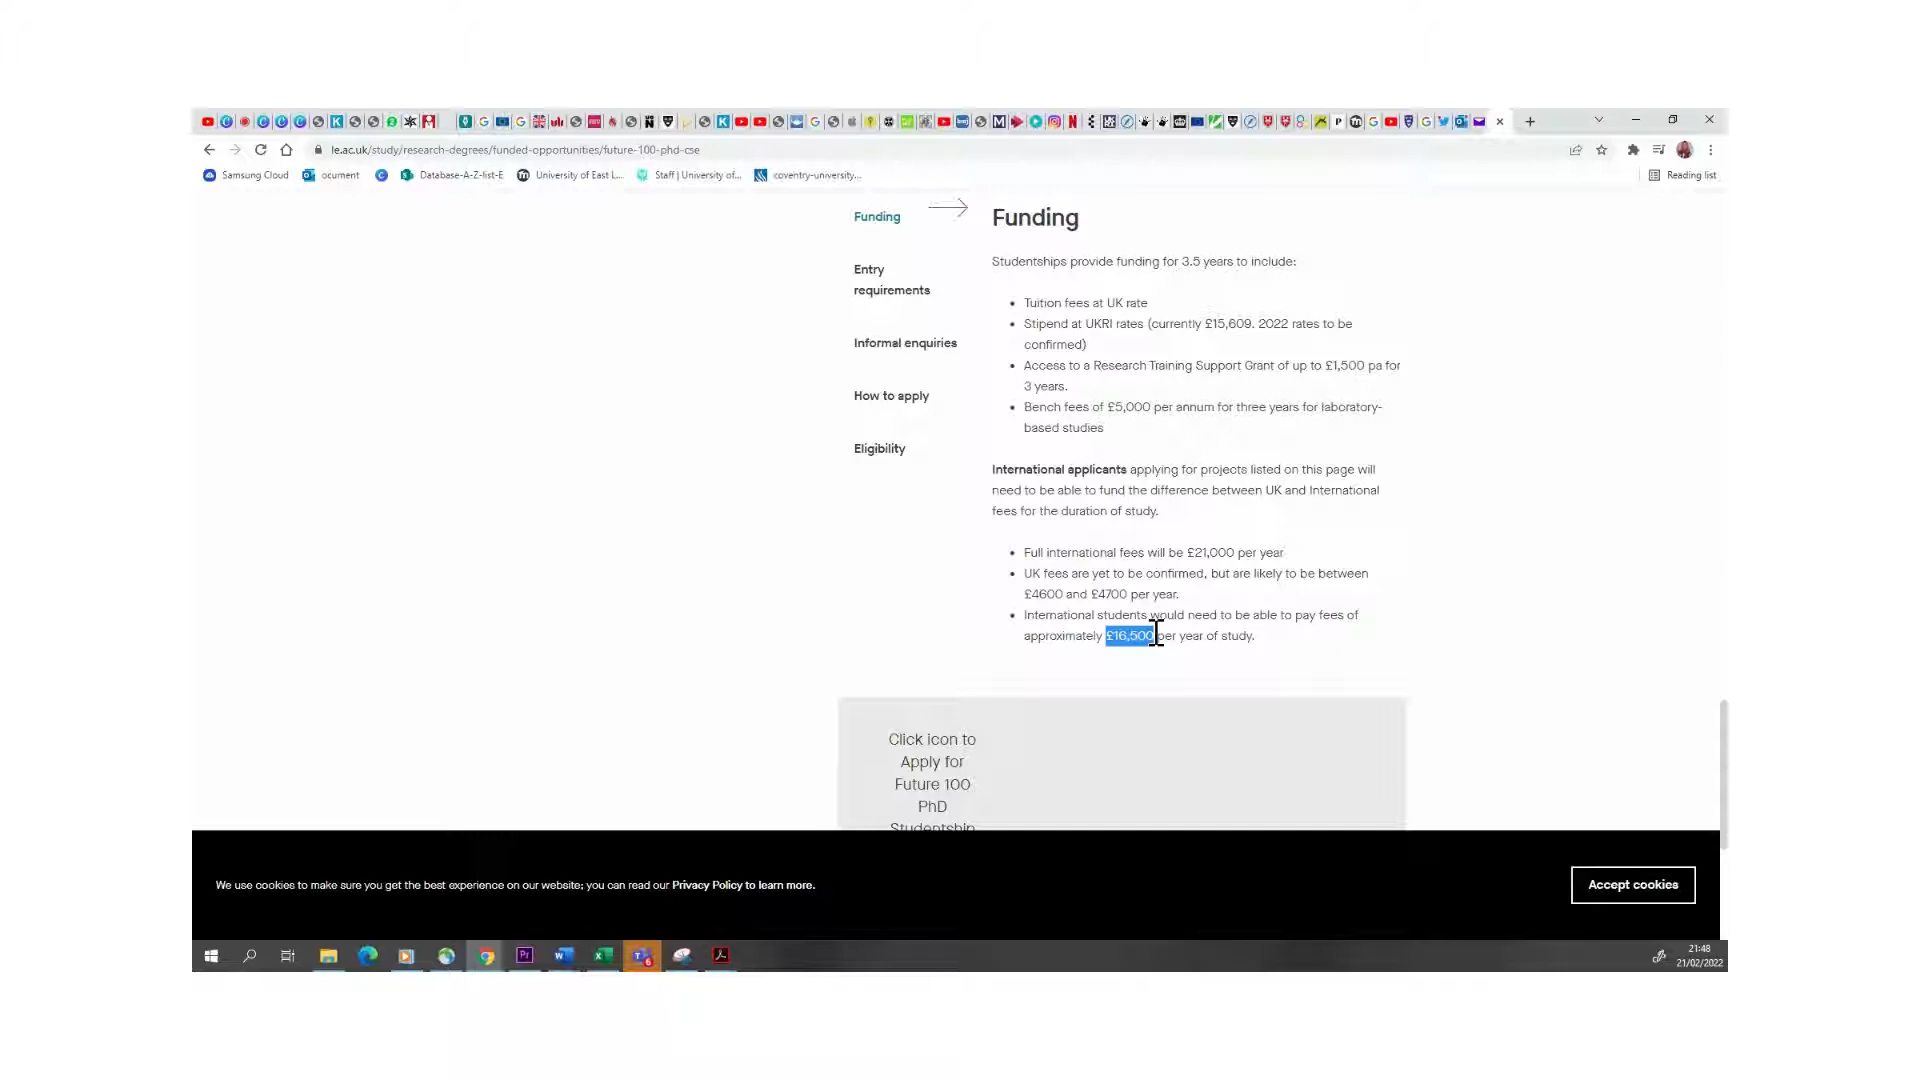 le.ac.uk/study/research-degrees/funded-opportunities/future-100-phd-cse
Samsung Cloud
ocument
Database-A-Z-list-E
University of East L...
Staff | University of...
coventry-university...
Reading list
Funding
Entry
requirements
Informal enquiries
How to apply
Eligibility
Funding
Studentships provide funding for 3.5 years to include:
• Tuition fees at UK rate
• Stipend at UKRI rates (currently £15,609. 2022 rates to be
confirmed)
• Access to a Research Training Support Grant of up to £1,500 pa for
3 years.
• Bench fees of £5,000 per annum for three years for laboratory-
based studies
International applicants applying for projects listed on this page will
need to be able to fund the difference between UK and International
fees for the duration of study.
• Full international fees will be £21,000 per year
• UK fees are yet to be confirmed, but are likely to be between
£4600 and £4700 per year.
• International students would need to be able to pay fees of
approximately £16,500 per year of study.
Click icon to
Apply for
Future 100
PhD
Studentship
We use cookies to make sure you get the best experience on our website; you can read our Privacy Policy to learn more.
Accept cookies
21:48
21/02/2022